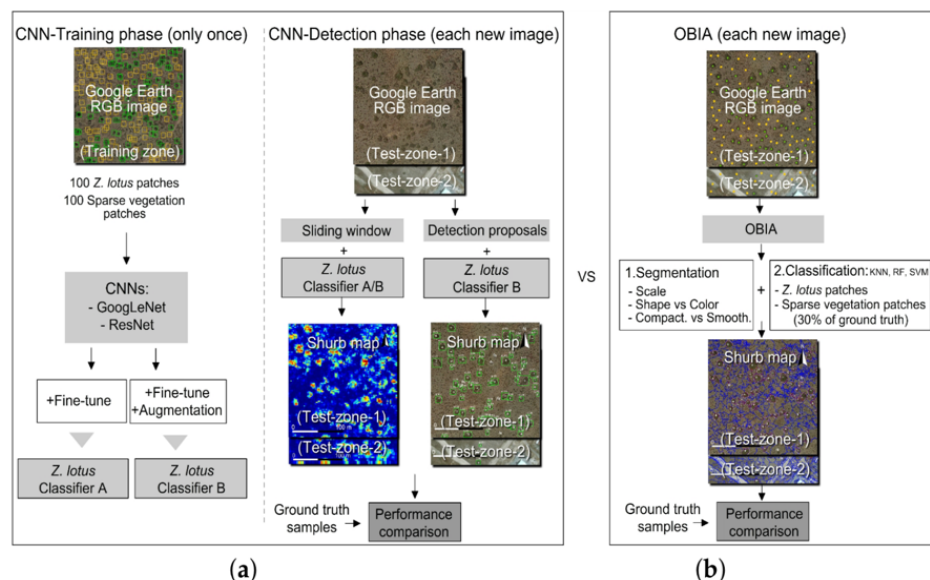 CNN-Training phase (only once)
Google Earth
RGB image
(Training zone)
100 Z. lotus patches
100 Sparse vegetation
patches
CNNs:
- GoogLeNet
- ResNet
+Fine-tune
+Fine-tune
+Augmentation
Z. lotus
Classifier A
Z. lotus
Classifier B
CNN-Detection phase (each new image)
Google Earth
RGB image
(Test-zone-1)
(Test-zone-2)
Sliding window
+
Z. lotus
Classifier A/B
Detection proposals
+
Z. lotus
Classifier B
Shurb map
(Test-zone-1)
(Test-zone-2)
Shurb map
(Test-zone-1)
(Test-zone-2)
Ground truth
samples
Performance
comparison
(a)
VS
OBIA (each new image)
Google Earth
RGB image
(Test-zone-1)
(Test-zone-2)
OBIA
1.Segmentation
- Scale
- Shape vs Color
- Compact. vs Smooth.
+
2.Classification: KNN, RF, SVM
- Z. lotus patches
- Sparse vegetation patches
(30% of ground truth)
Shurb map
(Test-zone-1)
(Test-zone-2)
Ground truth
samples
Performance
comparison
(b)